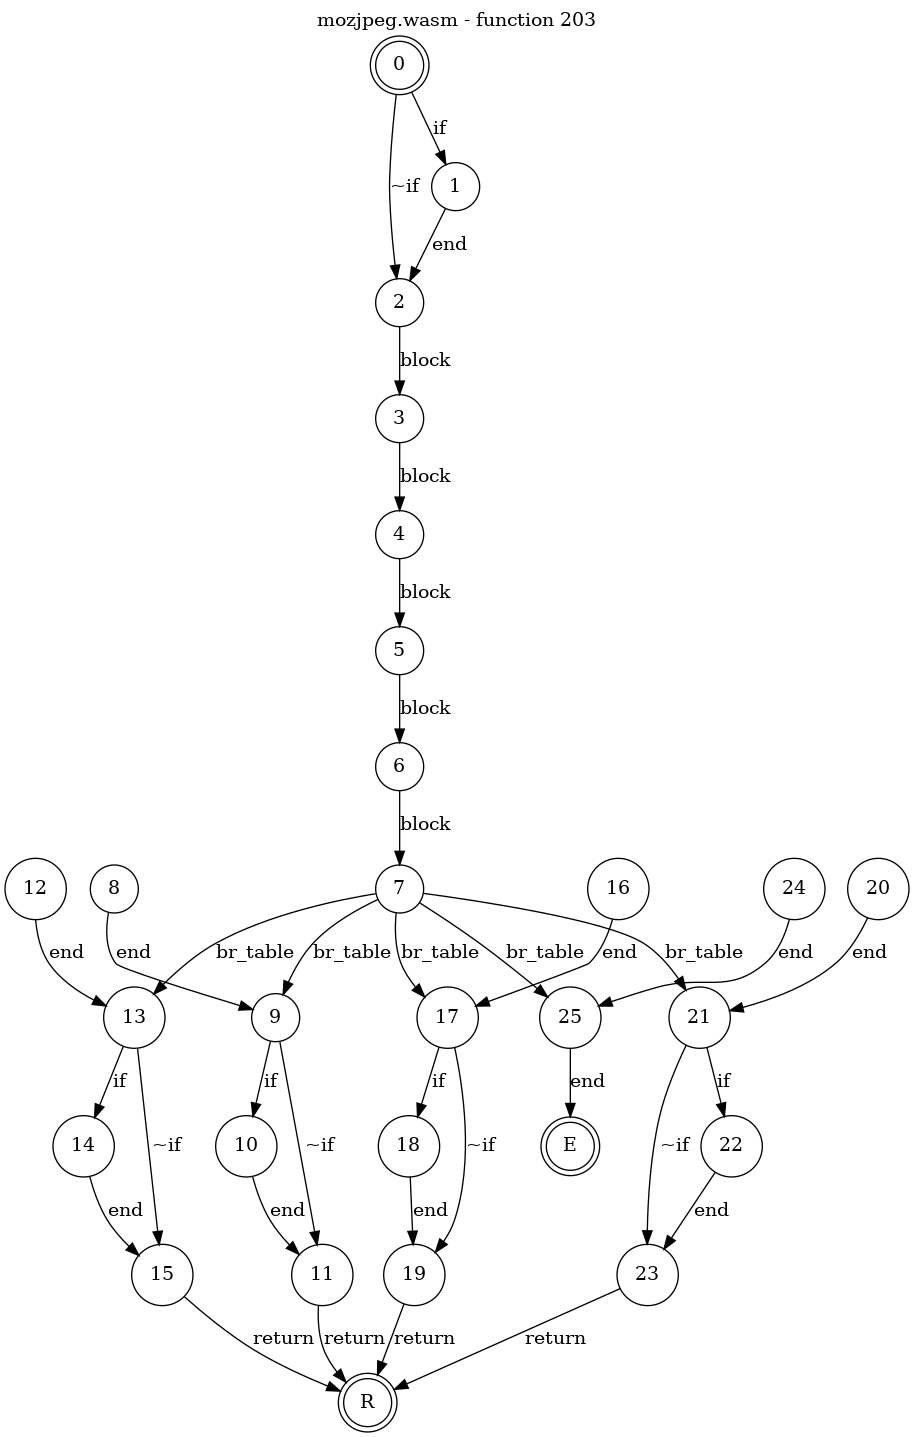 mozjpeg.wasm - function 203
0
if
~if
1
end
2
block
3
block
4
block
5
block
6
block
12
8
7
16
24
20
end
end
br_table
br_table
br_table
end
br_table
br_table
end
end
13
9
17
25
21
if
if
if
end
if
14
~if
10
~if
18
~if
E
~if
22
end
end
end
end
15
11
19
23
return
return
return
return
R